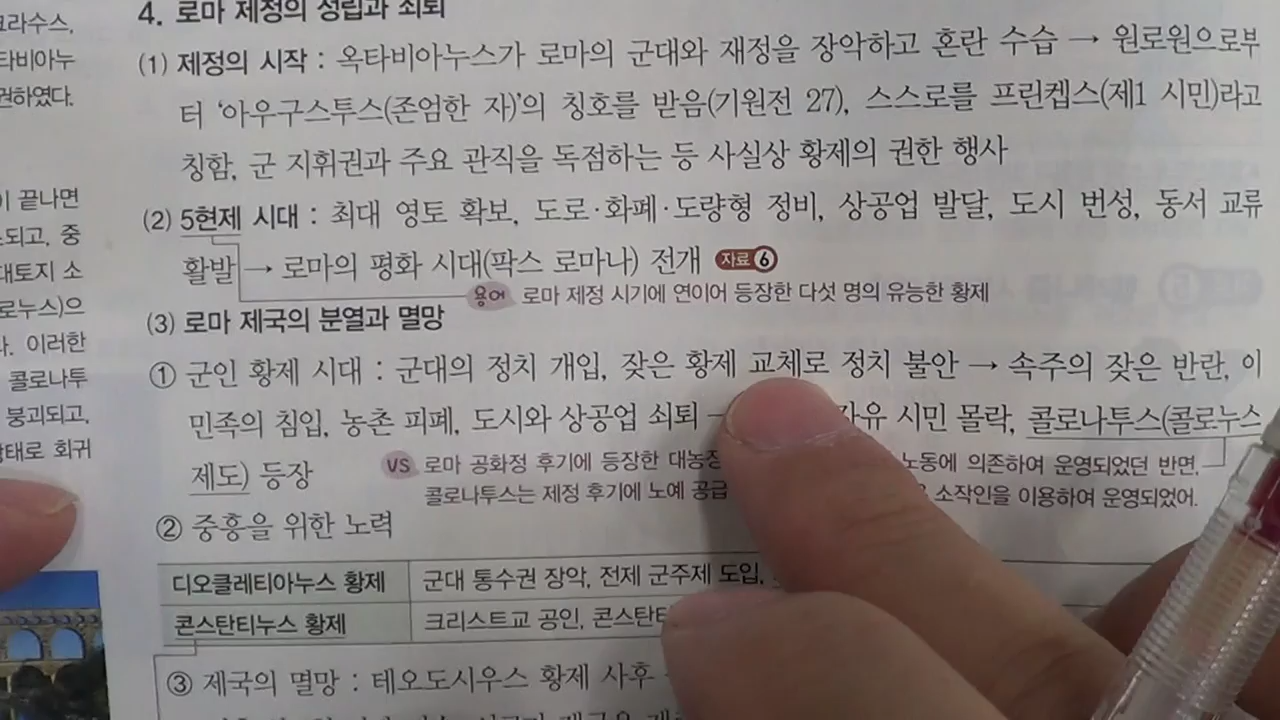 크라수스,
타비아누
권하였다.
이 끝나면
되고, 중
대토지 소
로누스)으
이러한
콜로나투
붕괴되고,
상태로 회귀
4. 로마 제정의 성립과 쇠퇴
(1) 제정의 시작 : 옥타비아누스가 로마의 군대와 재정을 장악하고 혼란 수습 → 원로원으로부
터 '아우구스투스(존엄한 자)'의 칭호를 받음(기원전 27), 스스로를 프린켑스(제1 시민)라고
칭함, 군 지휘권과 주요 관직을 독점하는 등 사실상 황제의 권한 행사
(2) 5현제 시대 : 최대 영토 확보, 도로·화폐·도량형 정비, 상공업 발달, 도시 번성, 동서 교류
활발 → 로마의 평화 시대(팍스 로마나) 전개 자료 6
용어 로마 제정 시기에 연이어 등장한 다섯 명의 유능한 황제
(3) 로마 제국의 분열과 멸망
① 군인 황제 시대 : 군대의 정치 개입, 잦은 황제 교체로 정치 불안 → 속주의 잦은 반란, 이
민족의 침입, 농촌 피폐, 도시와 상공업 쇠퇴 → 자유 시민 몰락, 콜로나투스(콜로누스
제도) 등장
VS 로마 공화정 후기에 등장한 대농장 노동에 의존하여 운영되었던 반면,
콜로나투스는 제정 후기에 노예 공급 소작인을 이용하여 운영되었어.
② 중흥을 위한 노력
디오클레티아누스 황제 군대 통수권 장악, 전제 군주제 도입,
콘스탄티누스 황제 크리스트교 공인, 콘스탄티
③ 제국의 멸망 : 테오도시우스 황제 사후